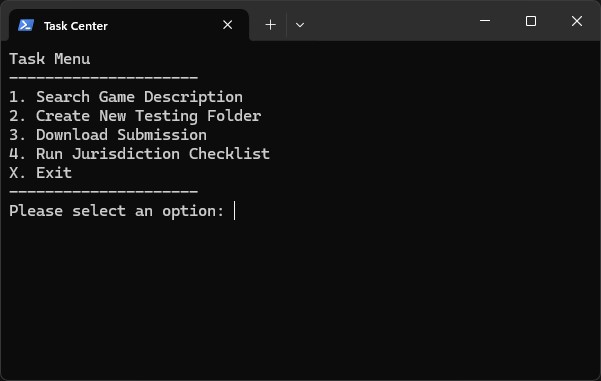 Task Center
Task Menu
---------------------
1. Search Game Description
2. Create New Testing Folder
3. Download Submission
4. Run Jurisdiction Checklist
X. Exit
---------------------
Please select an option: